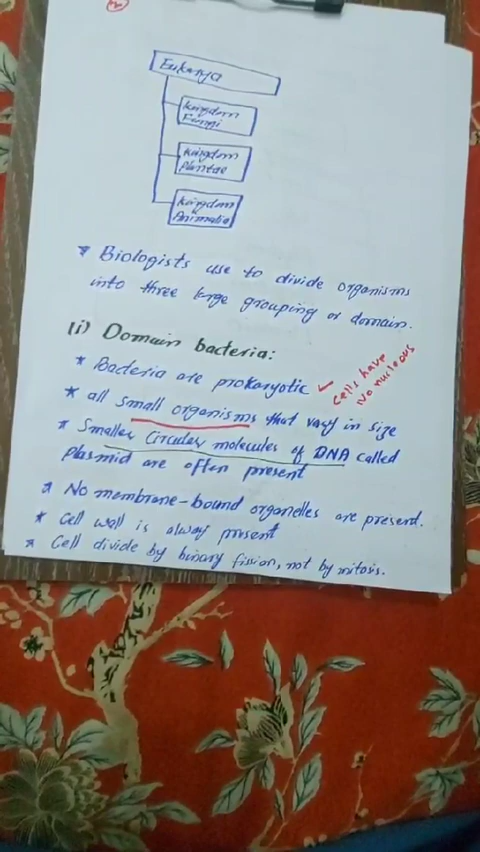 Eukarya
Kingdom
Fungi
Kingdom
Plantae
Kingdom
Animalia
* Biologists use to divide organisms
into three large grouping or domain.
(i) Domain bacteria:
* Bacteria are prokaryotic ✓ cells have
No nucleous
* all small organisms that vary in size
* Smaller Circular molecules of DNA called
plasmid are often present
* No membrane-bound organelles are present.
* Cell wall is alway present
* Cell divide by binary fission, not by mitosis.